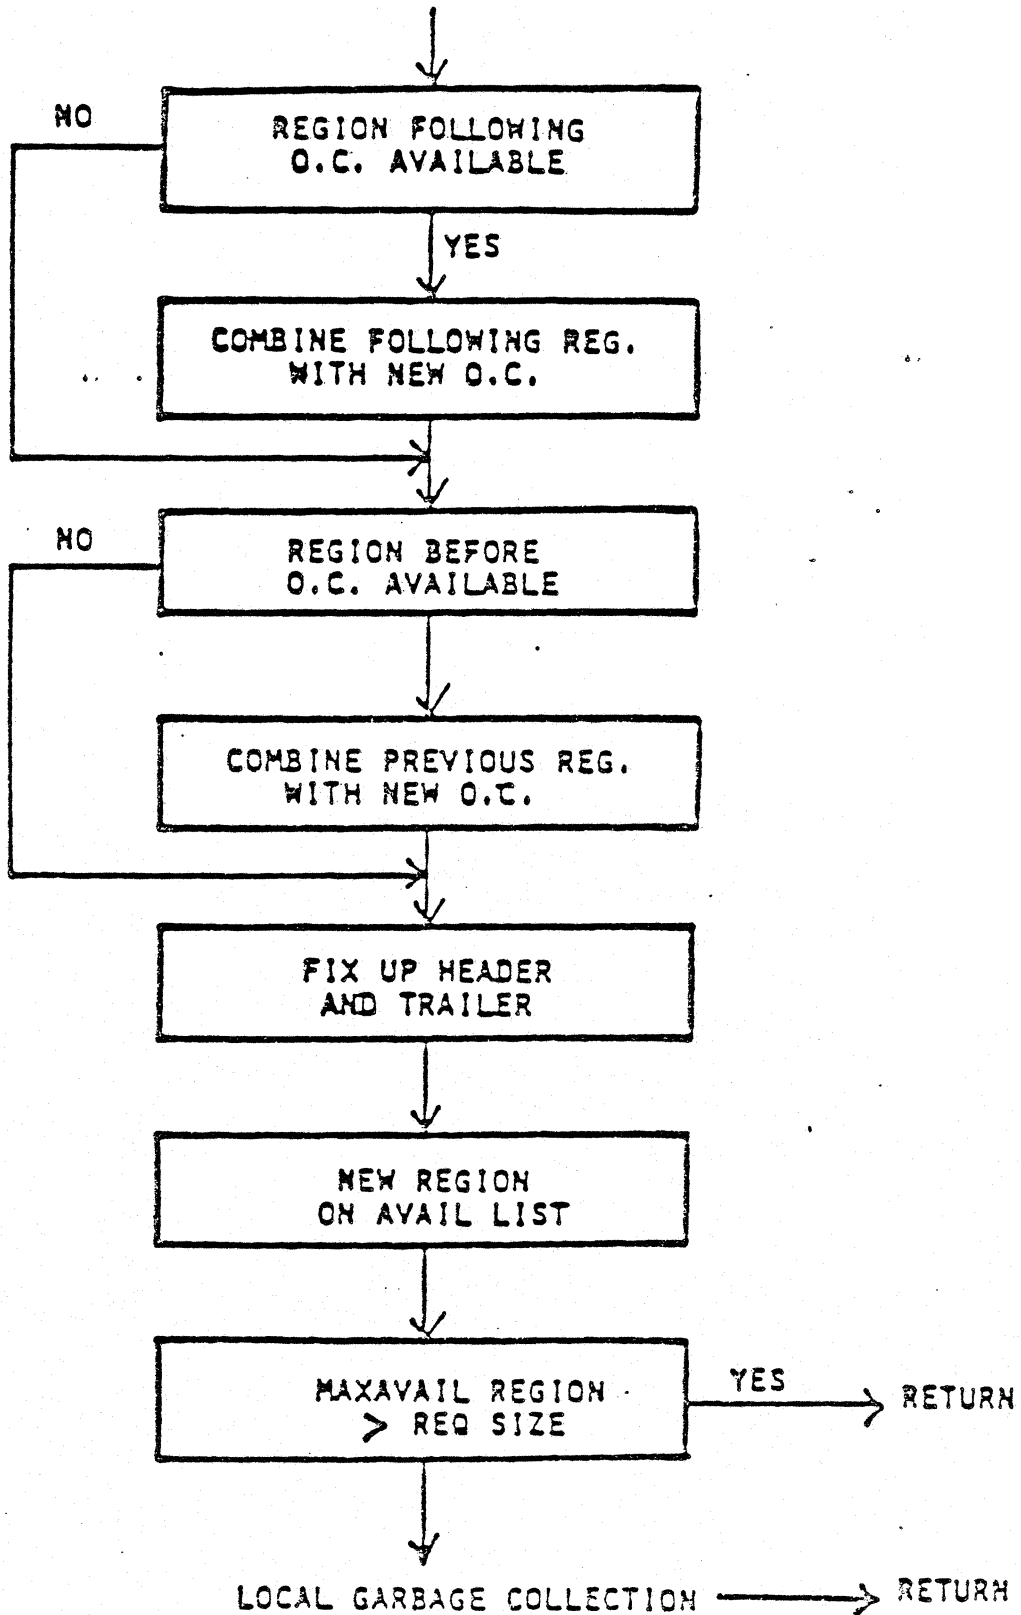 NO
REGION FOLLOWING
O.C. AVAILABLE
YES
COMBINE FOLLOWING REG.
WITH NEW O.C.
NO
REGION BEFORE
O.C. AVAILABLE
COMBINE PREVIOUS REG.
WITH NEW O.C.
FIX UP HEADER
AND TRAILER
NEW REGION
ON AVAIL LIST
MAXAVAIL REGION
> REQ SIZE
YES
RETURN
LOCAL GARBAGE COLLECTION
RETURN